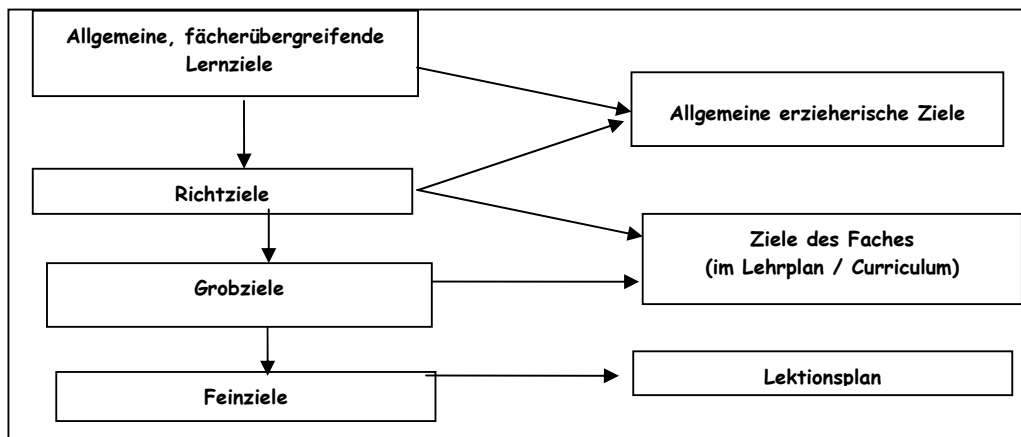 Allgemeine, fächerübergreifende
Lernziele
Allgemeine erzieherische Ziele
Richtziele
Ziele des Faches
(im Lehrplan / Curriculum)
Grobziele
Feinziele
Lektionsplan